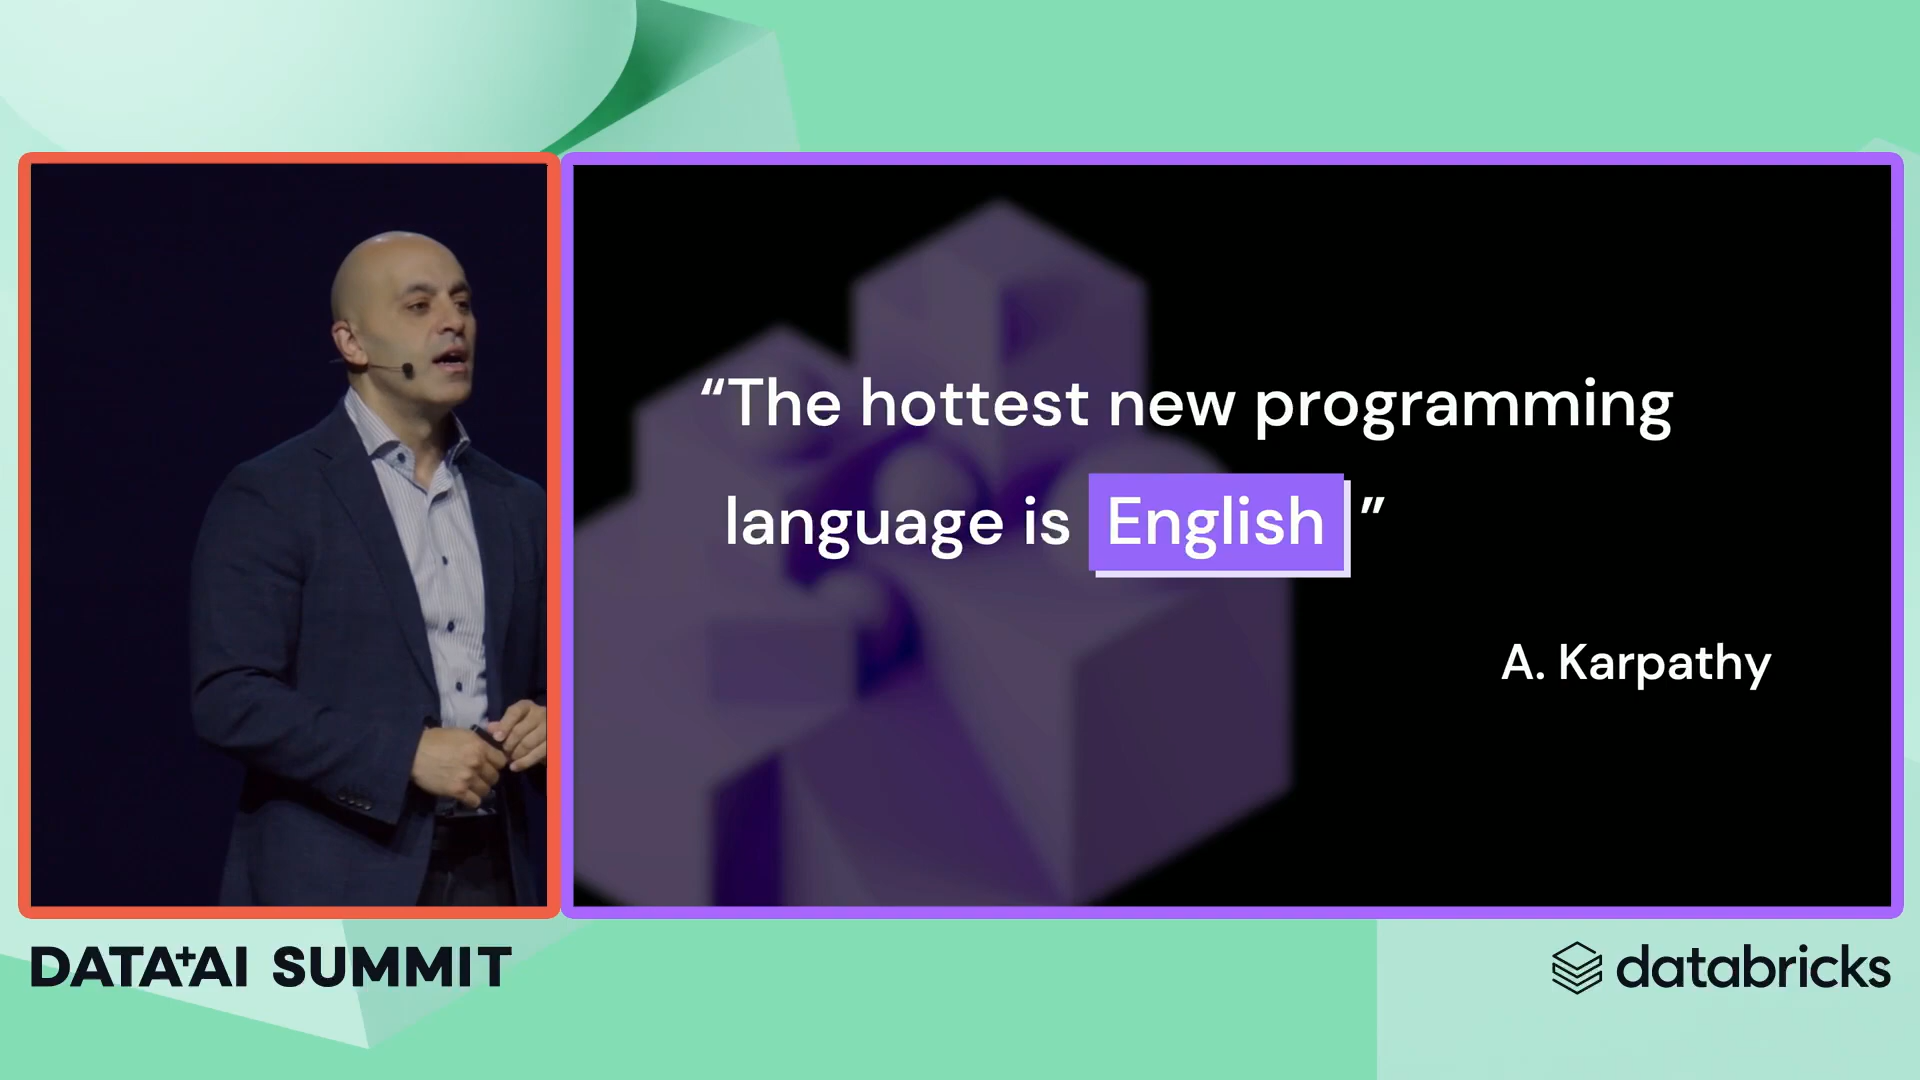 “The hottest new programming
language is English ”
A. Karpathy
DATA+AI SUMMIT
databricks